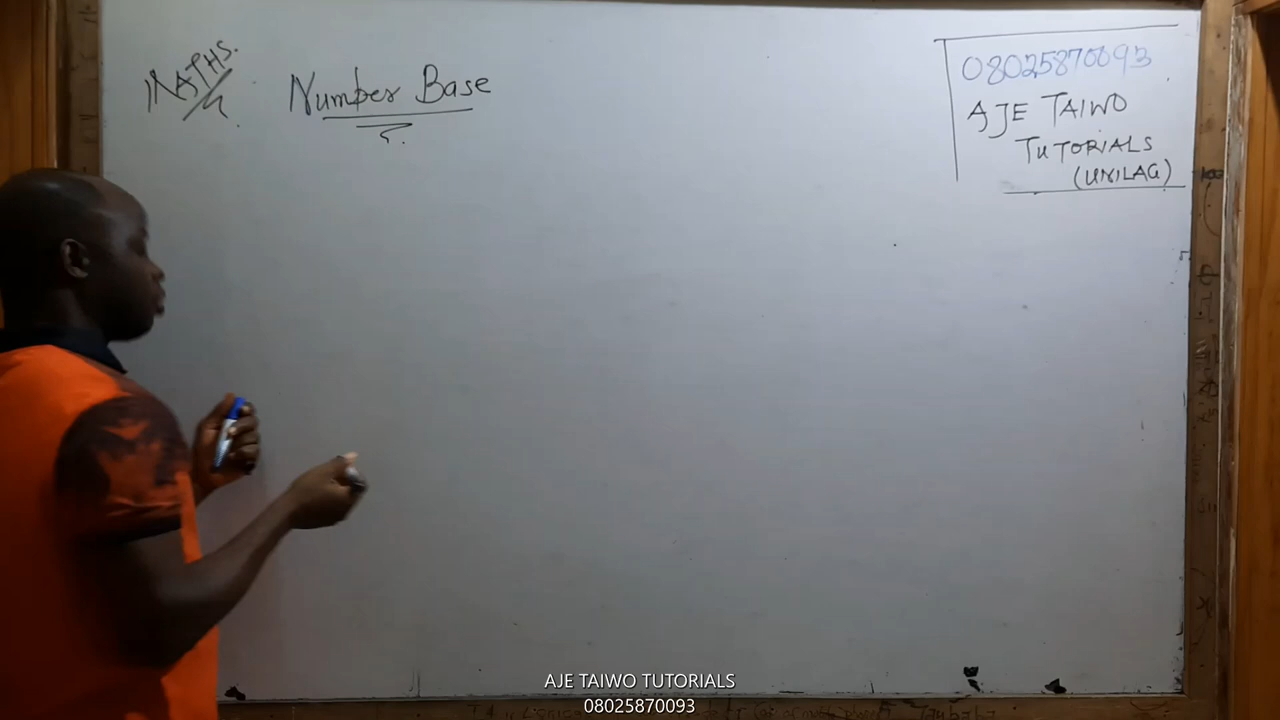 MATHS.
Number Base
08025870093
AJE TAIWO
TUTORIALS
(UNILAG)
AJE TAIWO TUTORIALS
08025870093